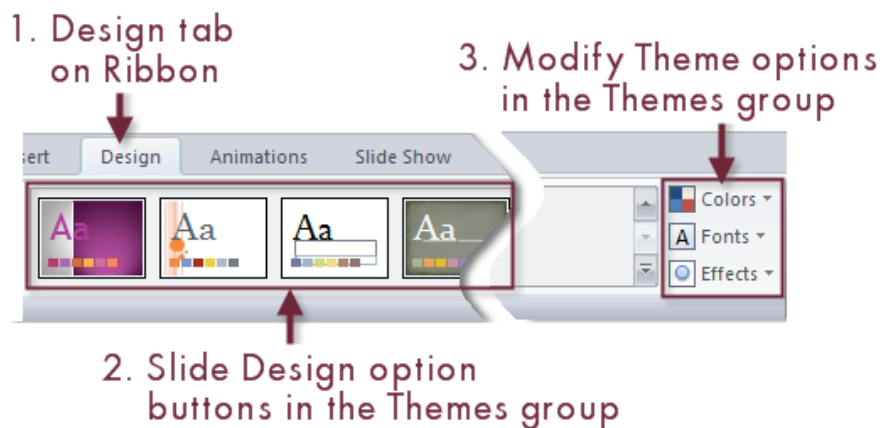 1. Design tab
on Ribbon
3. Modify Theme options
in the Themes group
sert Design Animations Slide Show
Aa Aa Aa Aa
Colors
A Fonts
Effects
2. Slide Design option
buttons in the Themes group